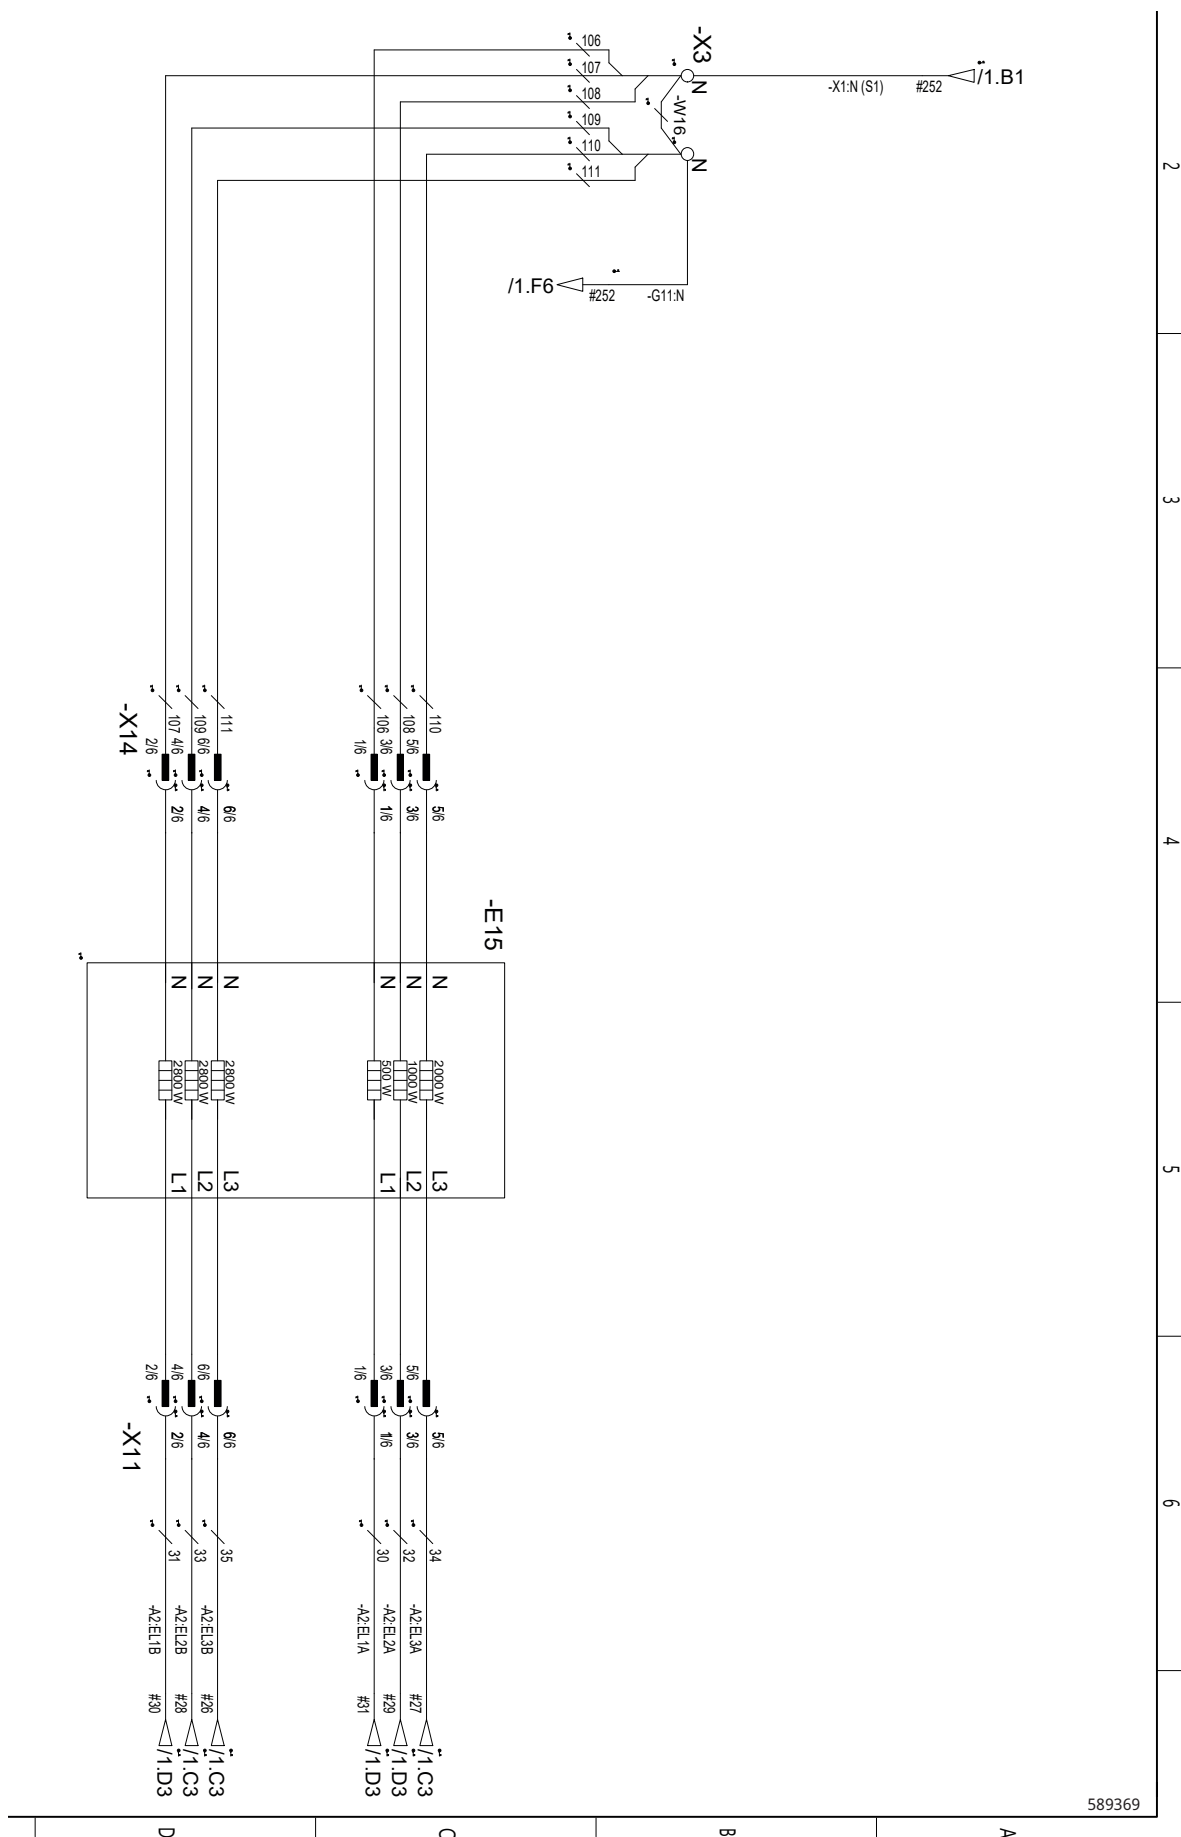 -X3
106
107
108
109
110
111
N
-W16
N
-X1:N (S1)
#252
/1.B1
/1.F6
#252
-G11:N
2
3
4
5
6
-X14
107
109
111
106
108
110
2/6
4/6
6/6
1/6
3/6
5/6
2/6
4/6
6/6
1/6
3/6
5/6
-E15
N
N
N
N
N
N
2800 W
2800 W
2800 W
500 W
1000 W
2000 W
L1
L2
L3
L1
L2
L3
2/6
4/6
6/6
1/6
3/6
5/6
-X11
2/6
4/6
6/6
1/6
3/6
5/6
31
33
35
30
32
34
-A2:EL1B
-A2:EL2B
-A2:EL3B
-A2:EL1A
-A2:EL2A
-A2:EL3A
#30
#28
#26
#31
#29
#27
/1.D3
/1.C3
/1.C3
/1.D3
/1.D3
/1.C3
589369
D
C
B
A